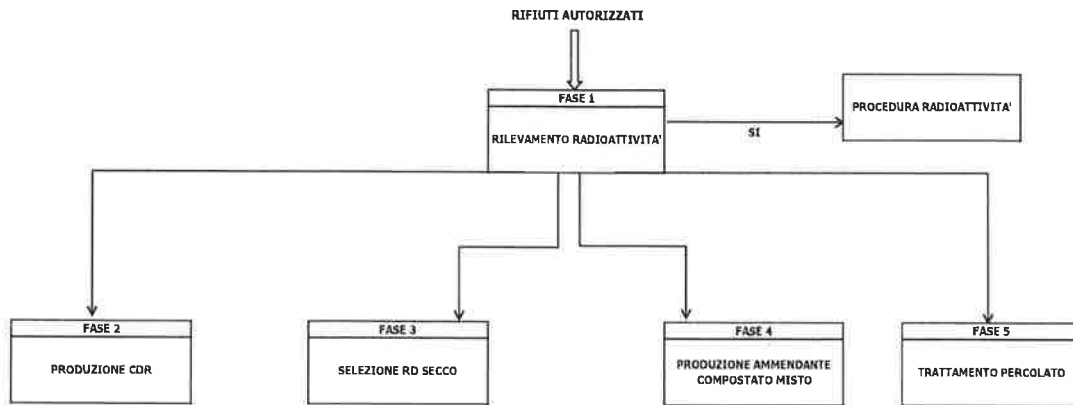 RIFIUTI AUTORIZZATI
FASE 1
RILEVAMENTO RADIOATTIVITA'
SI
PROCEDURA RADIOATTIVITA'
FASE 2
PRODUZIONE CDR
FASE 3
SELEZIONE RD SECCO
FASE 4
PRODUZIONE AMMENDANTE
COMPOSTATO MISTO
FASE 5
TRATTAMENTO PERCOLATO